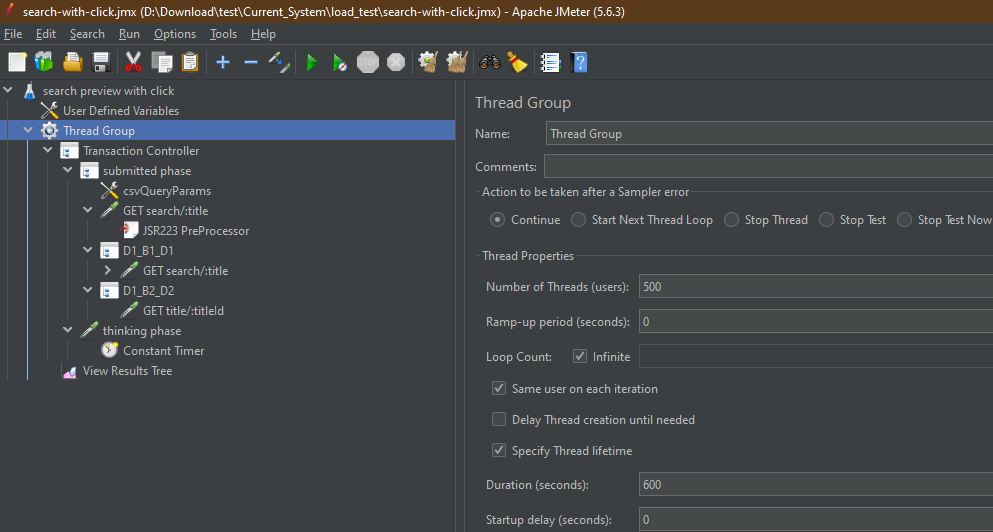 search-with-click.jmx (D:\Download\test\Current_System\load_test\search-with-click.jmx) - Apache JMeter (5.6.3)
File Edit Search Run Options Tools Help
STOP
search preview with click
User Defined Variables
Thread Group
Transaction Controller
submitted phase
csvQueryParams
GET search/:title
JSR223 PreProcessor
D1_B1_D1
GET search/:title
D1_B2_D2
GET title/:titleId
thinking phase
Constant Timer
View Results Tree
Thread Group
Name: Thread Group
Comments:
Action to be taken after a Sampler error
Continue Start Next Thread Loop Stop Thread Stop Test Stop Test Now
Thread Properties
Number of Threads (users): 500
Ramp-up period (seconds): 0
Loop Count: Infinite
Same user on each iteration
Delay Thread creation until needed
Specify Thread lifetime
Duration (seconds): 600
Startup delay (seconds): 0